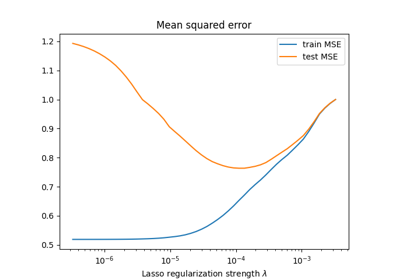 Mean squared error
train MSE
test MSE
1.2
1.1
1.0
0.9
0.8
0.7
0.6
0.5
10⁻⁶ 10⁻⁵ 10⁻⁴ 10⁻³
Lasso regularization strength λ